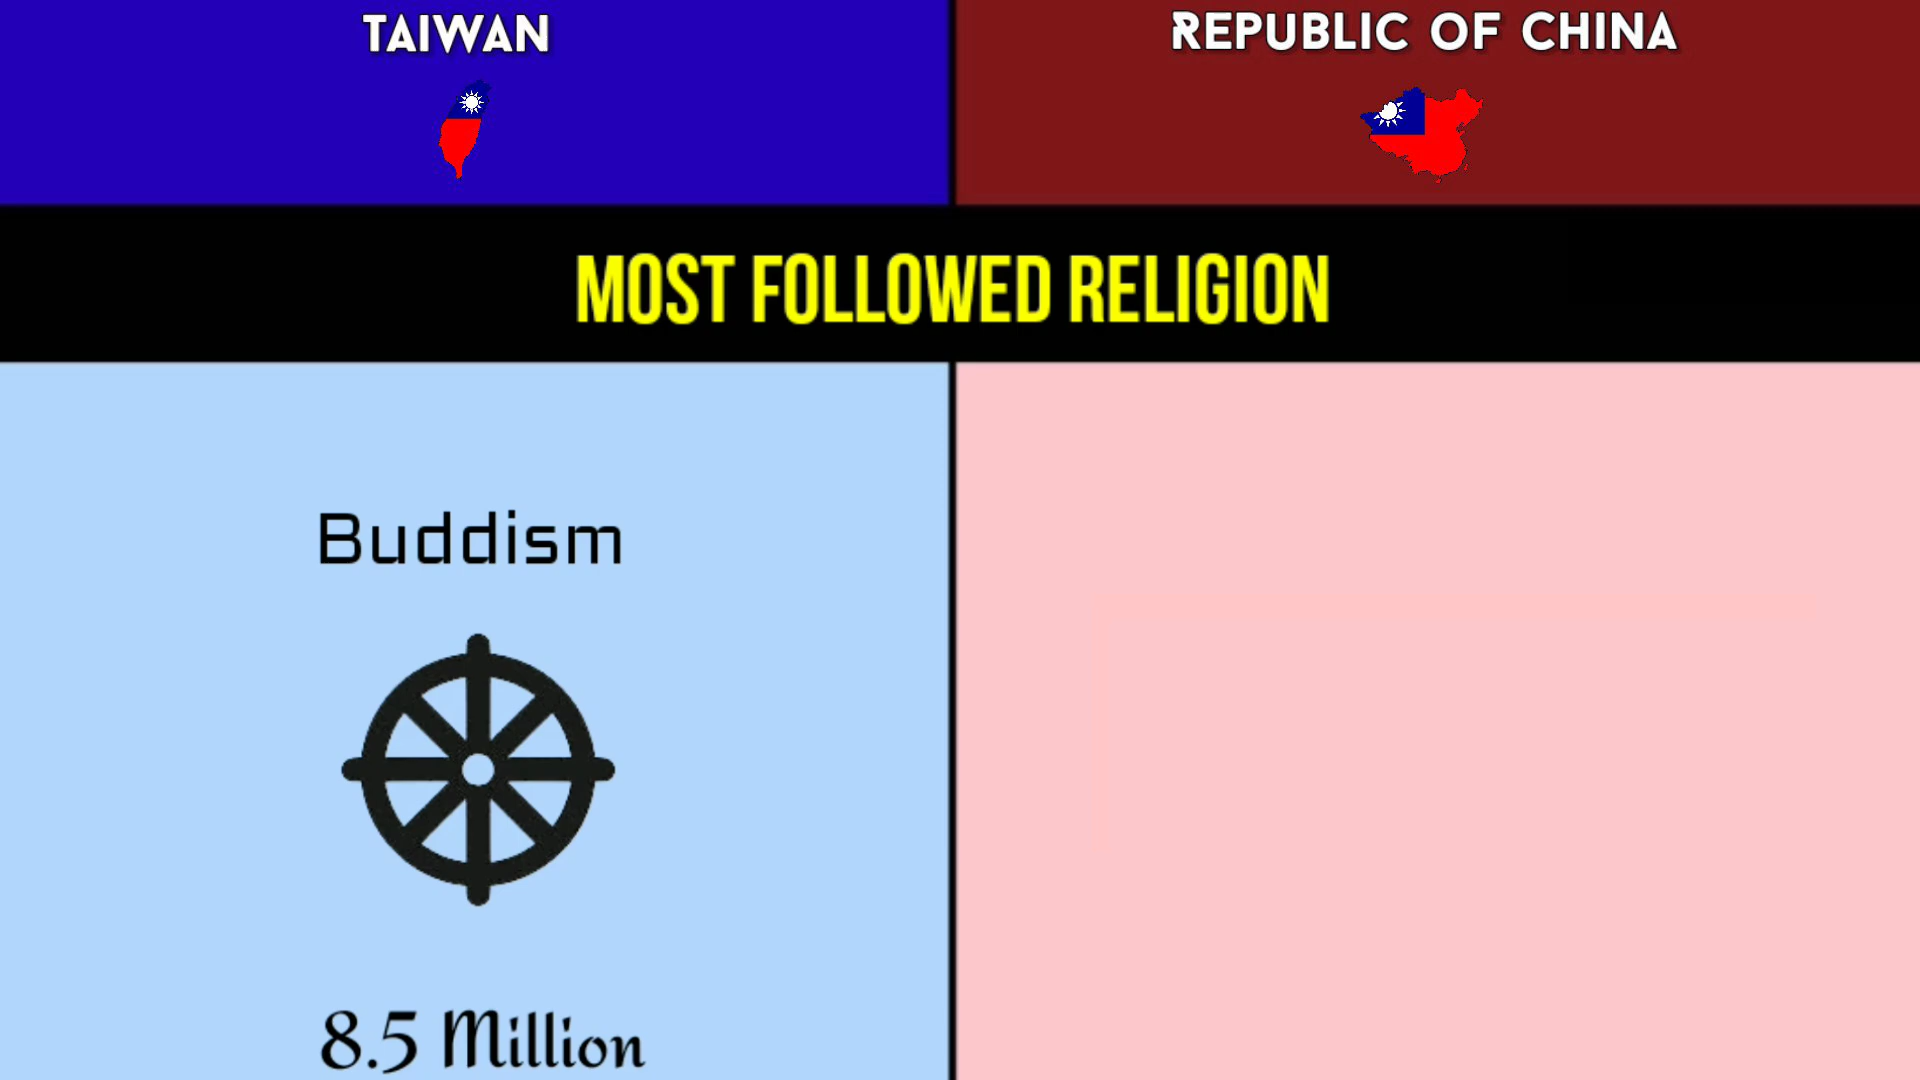 TAIWAN
REPUBLIC OF CHINA
MOST FOLLOWED RELIGION
Buddism
8.5 Million